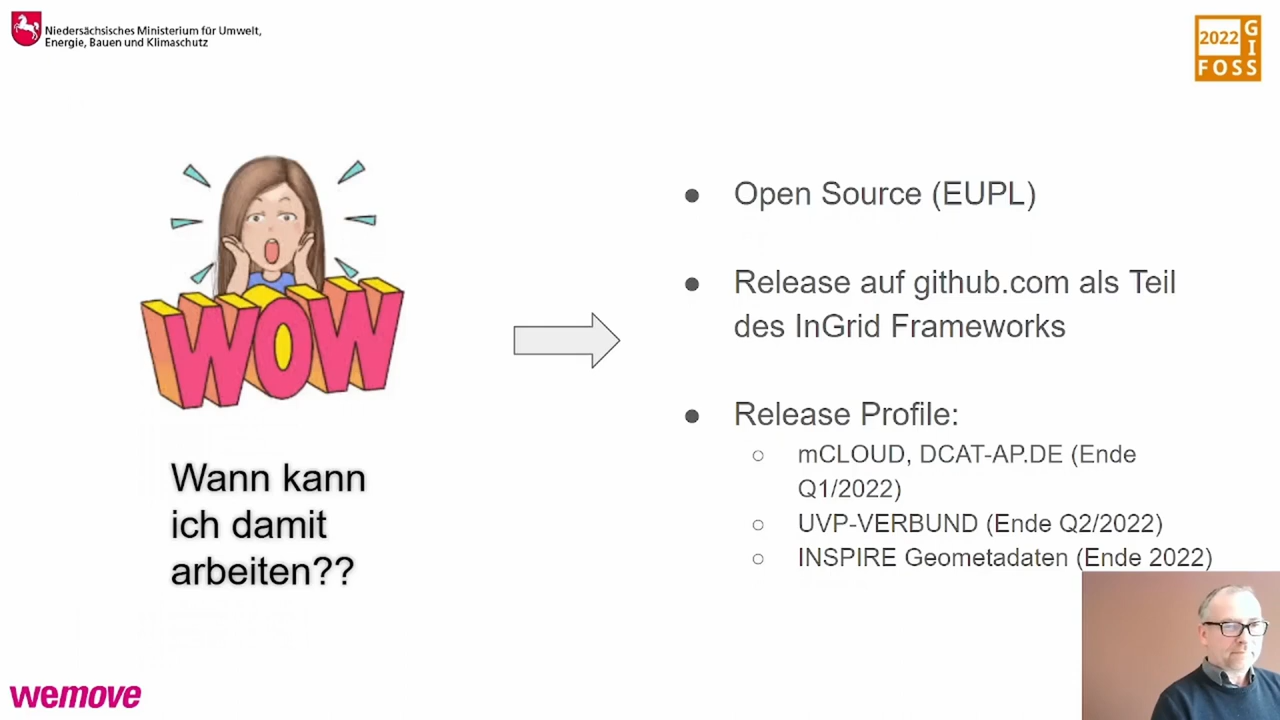 Niedersächsisches Ministerium für Umwelt,
Energie, Bauen und Klimaschutz
2022 G
I
FOSS
WOW
Wann kann
ich damit
arbeiten??
● Open Source (EUPL)
● Release auf github.com als Teil
des InGrid Frameworks
● Release Profile:
○ mCLOUD, DCAT-AP.DE (Ende
Q1/2022)
○ UVP-VERBUND (Ende Q2/2022)
○ INSPIRE Geometadaten (Ende 2022)
wemove